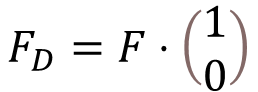 F_D = F · (1
0)